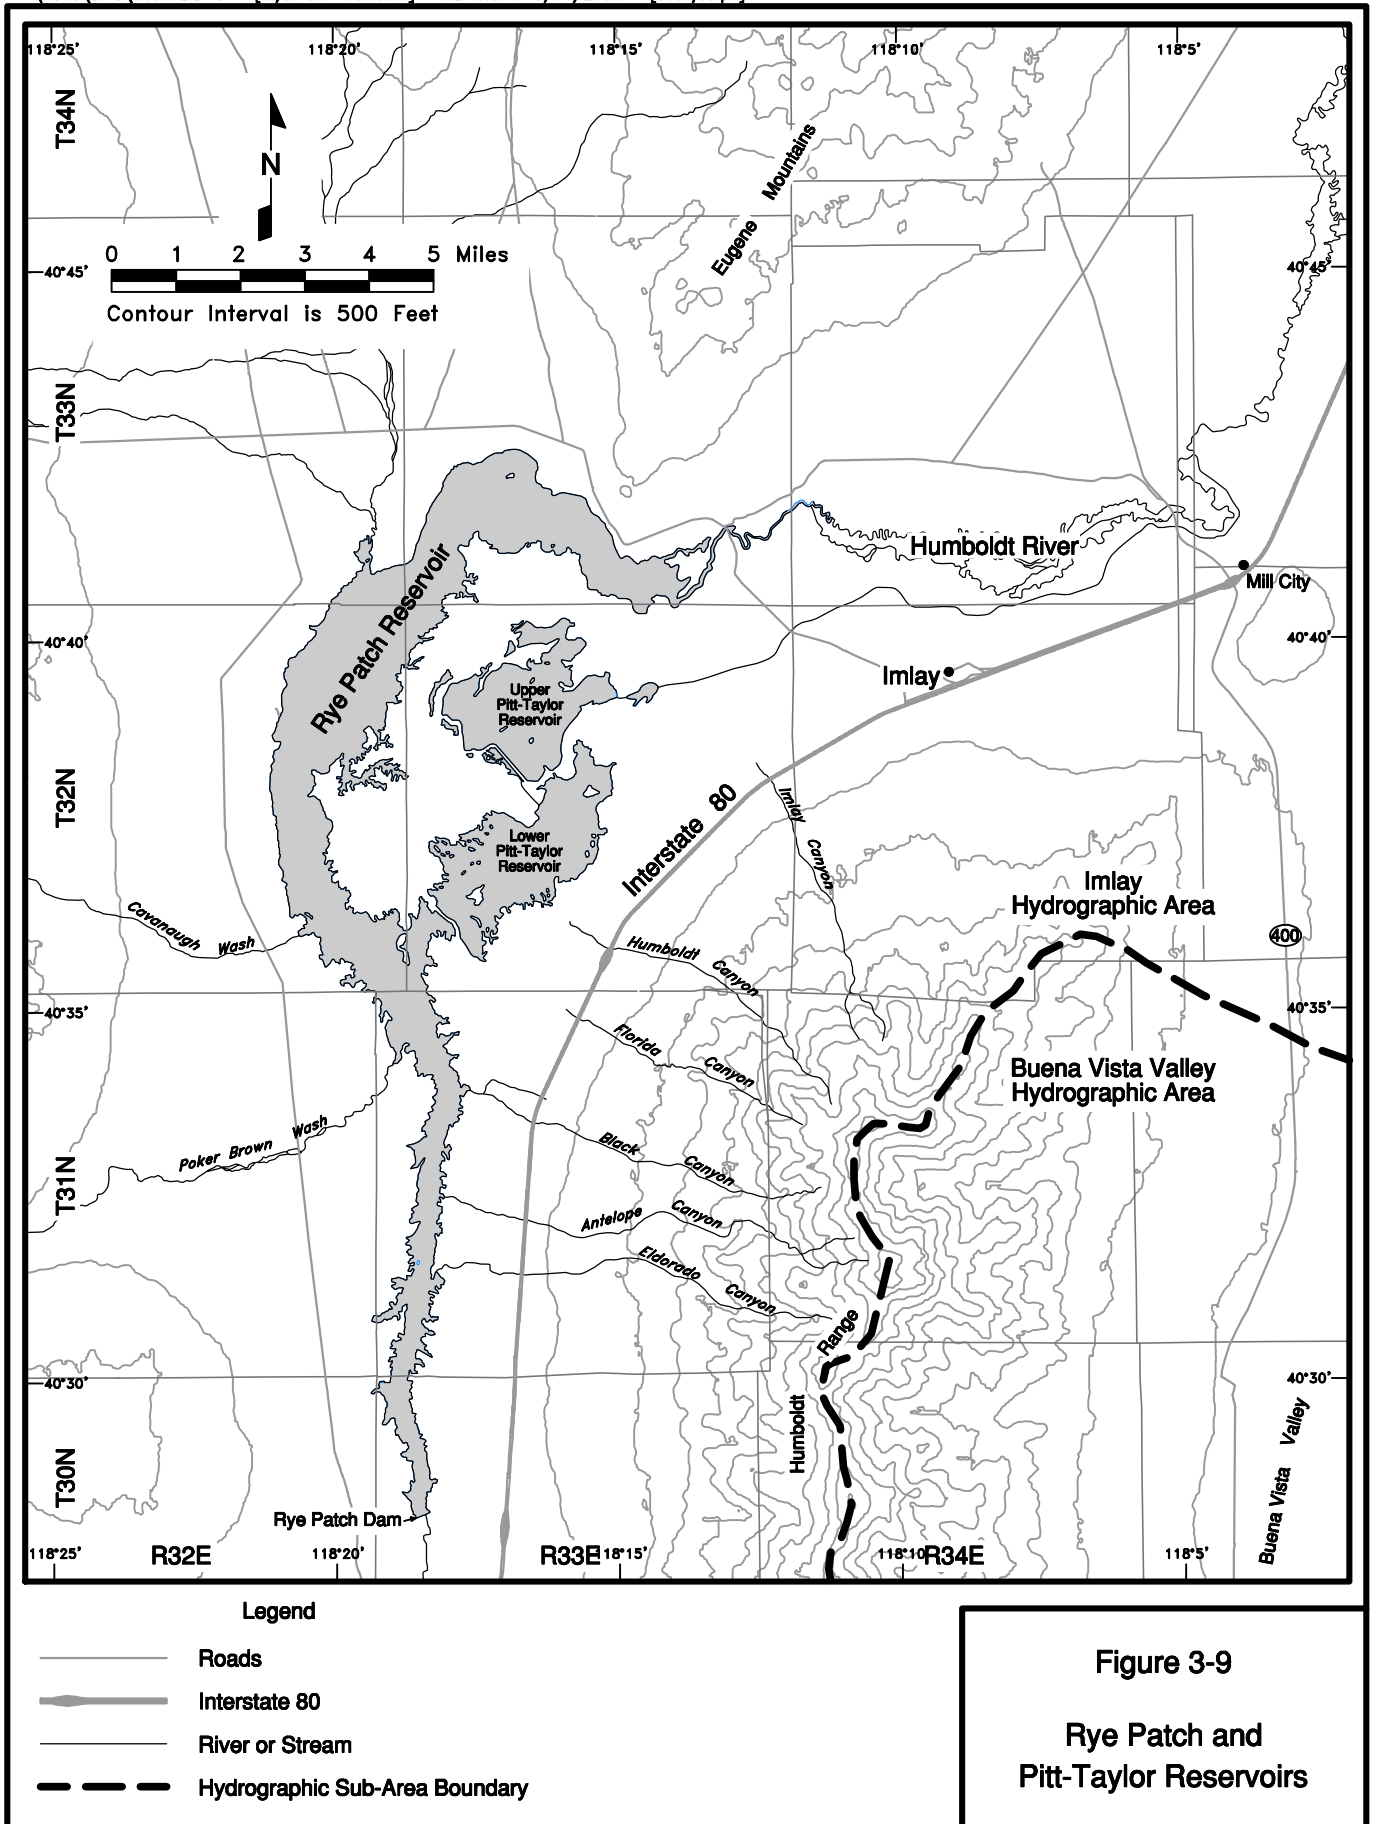 118°25' 118°20' 118°15' 118°10' 118°5'
T34N
N
Eugene Mountains
0 1 2 3 4 5 Miles
Contour Interval is 500 Feet
40°45' 40°45'
T33N
Humboldt River
Mill City
40°40' 40°40'
Rye Patch Reservoir
Upper
Pitt-Taylor
Reservoir
Imlay
T32N
Interstate 80
Imlay Canyon
Lower
Pitt-Taylor
Reservoir
Imlay
Hydrographic Area
400
Cavanaugh Wash
Humboldt Canyon
40°35' 40°35'
Florida Canyon
Buena Vista Valley
Hydrographic Area
Poker Brown Wash
Black Canyon
T31N
Antelope Canyon
Eldorado Canyon
Humboldt Range
40°30' 40°30'
Buena Vista Valley
T30N
Rye Patch Dam
118°25' R32E 118°20' R33E 118°15' 118°10' R34E 118°5'
Legend
Roads
Interstate 80
River or Stream
Hydrographic Sub-Area Boundary
Figure 3-9
Rye Patch and
Pitt-Taylor Reservoirs